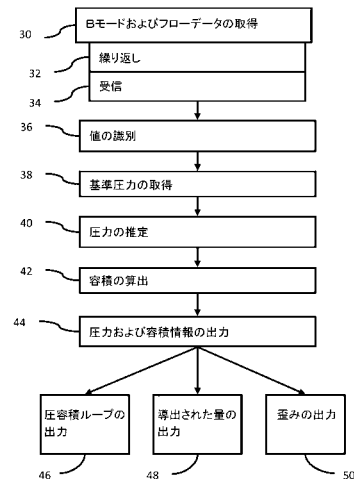 30
Bモードおよびフローデータの取得
32
繰り返し
34
受信
36
値の識別
38
基準圧力の取得
40
圧力の推定
42
容積の算出
44
圧力および容積情報の出力
圧容積ループの
出力
導出された量の
出力
歪みの出力
46
48
50